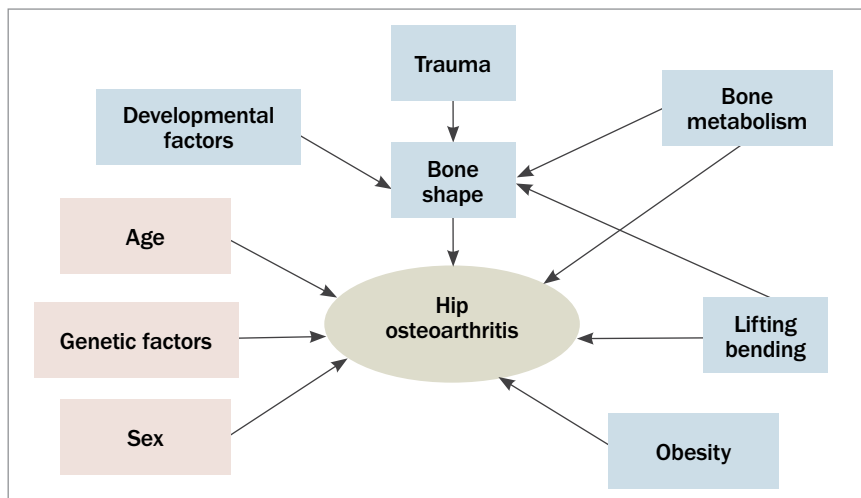 Trauma
Bone
metabolism
Developmental
factors
Bone
shape
Age
Hip
osteoarthritis
Genetic factors
Lifting
bending
Sex
Obesity